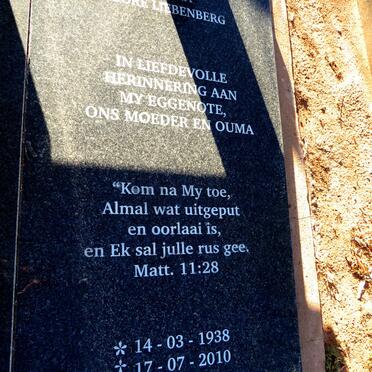 LIEBENBERG
IN LIEFDEVOLLE
HERINNERING AAN
MY EGGENOTE,
ONS MOEDER EN OUMA
“Kom na My toe,
Almal wat uitgeput
en oorlaai is,
en Ek sal julle rus gee.
Matt. 11:28
* 14 - 03 - 1938
† 17 - 07 - 2010